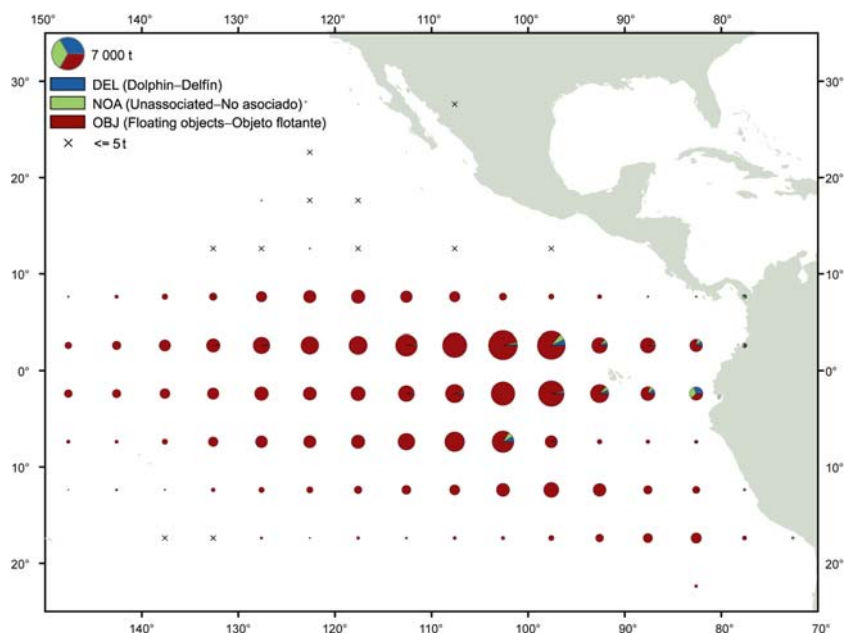 150° 140° 130° 120° 110° 100° 90° 80°
7 000 t
DEL (Dolphin–Delfín)
NOA (Unassociated–No asociado)
OBJ (Floating objects–Objeto flotante)
<= 5 t
30°
30°
20°
20°
10°
10°
0°
0°
10°
10°
20°
20°
140° 130° 120° 110° 100° 90° 80° 70°